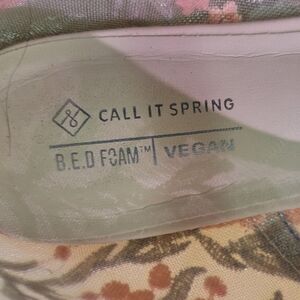 CALL IT SPRING
B.E.D FOAM™ | VEGAN